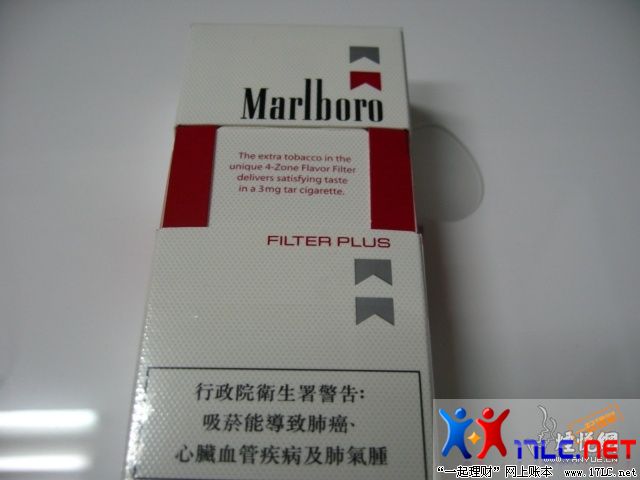 Marlboro
The extra tobacco in the
unique 4-Zone Flavor Filter
delivers satisfying taste
in a 3mg tar cigarette.
FILTER PLUS
行政院衛生署警告:
吸菸能導致肺癌、
心臟血管疾病及肺氣腫
17LC.NET
“一起理财”网上账本 www.17LC.net